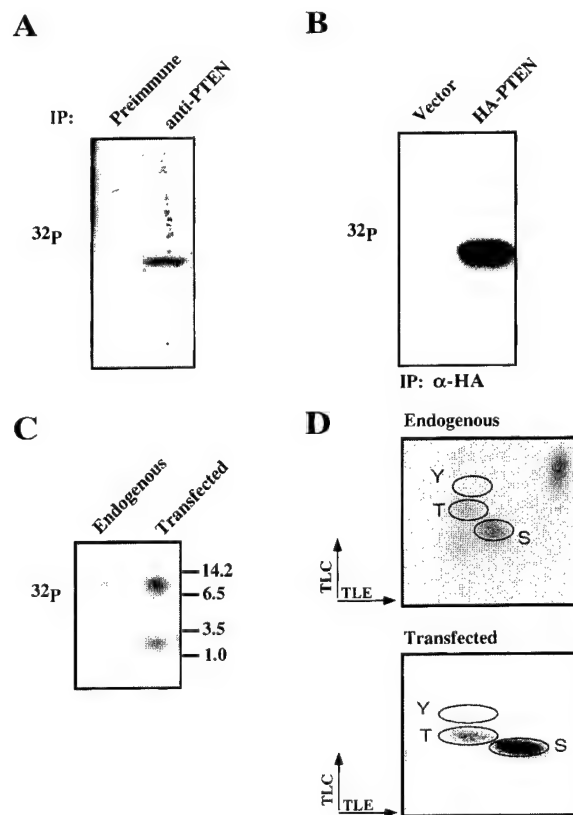 A
IP:
Preimmune
anti-PTEN
32P
B
Vector
HA-PTEN
32P
IP: α-HA
C
Endogenous
Transfected
32P
14.2
6.5
3.5
1.0
D
Endogenous
Y
T
S
TLC
TLE
Transfected
Y
T
S
TLC
TLE